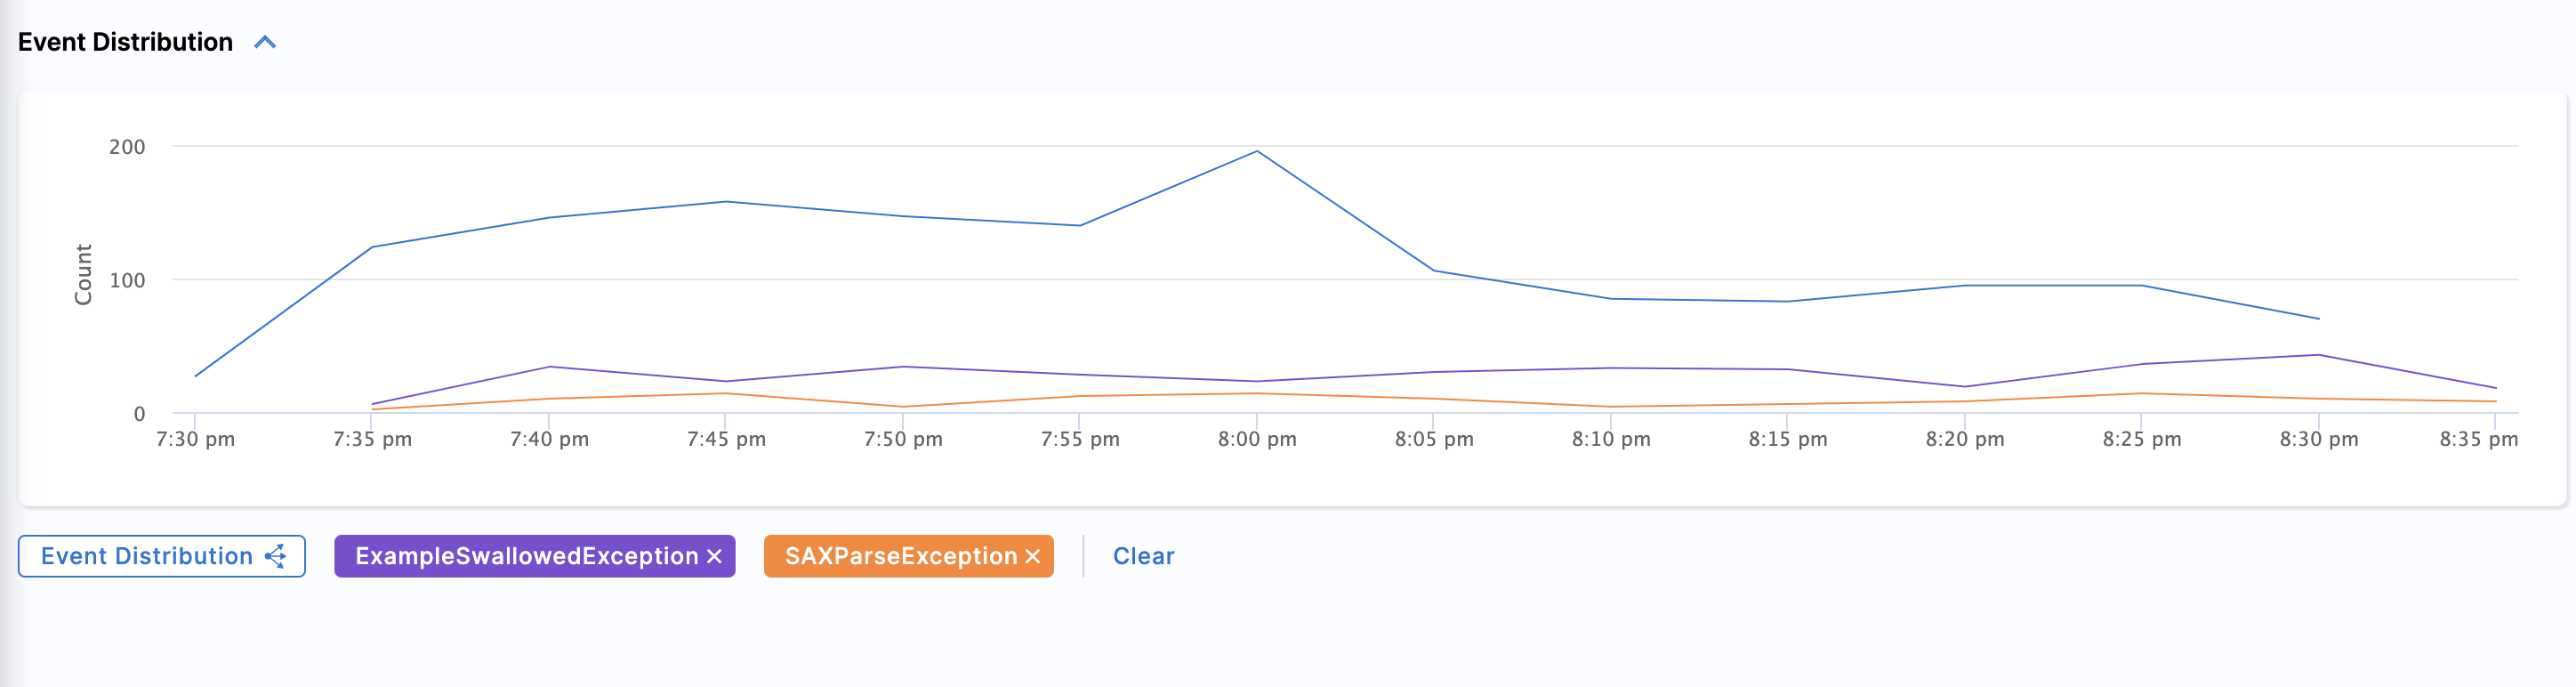 Event Distribution
200
100
0
Count
7:30 pm 7:35 pm 7:40 pm 7:45 pm 7:50 pm 7:55 pm 8:00 pm 8:05 pm 8:10 pm 8:15 pm 8:20 pm 8:25 pm 8:30 pm 8:35 pm
Event Distribution ExampleSwallowedException × SAXParseException × Clear